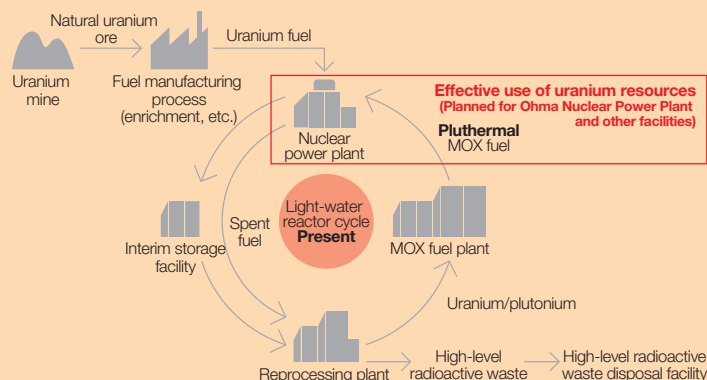 Natural uranium
ore
Uranium fuel
Uranium
mine
Fuel manufacturing
process
(enrichment, etc.)
Effective use of uranium resources
(Planned for Ohma Nuclear Power Plant
and other facilities)
Pluthermal
MOX fuel
Nuclear
power plant
Light-water
reactor cycle
Present
Spent
fuel
Interim storage
facility
MOX fuel plant
Uranium/plutonium
Reprocessing plant
High-level
radioactive waste
High-level radioactive
waste disposal facility